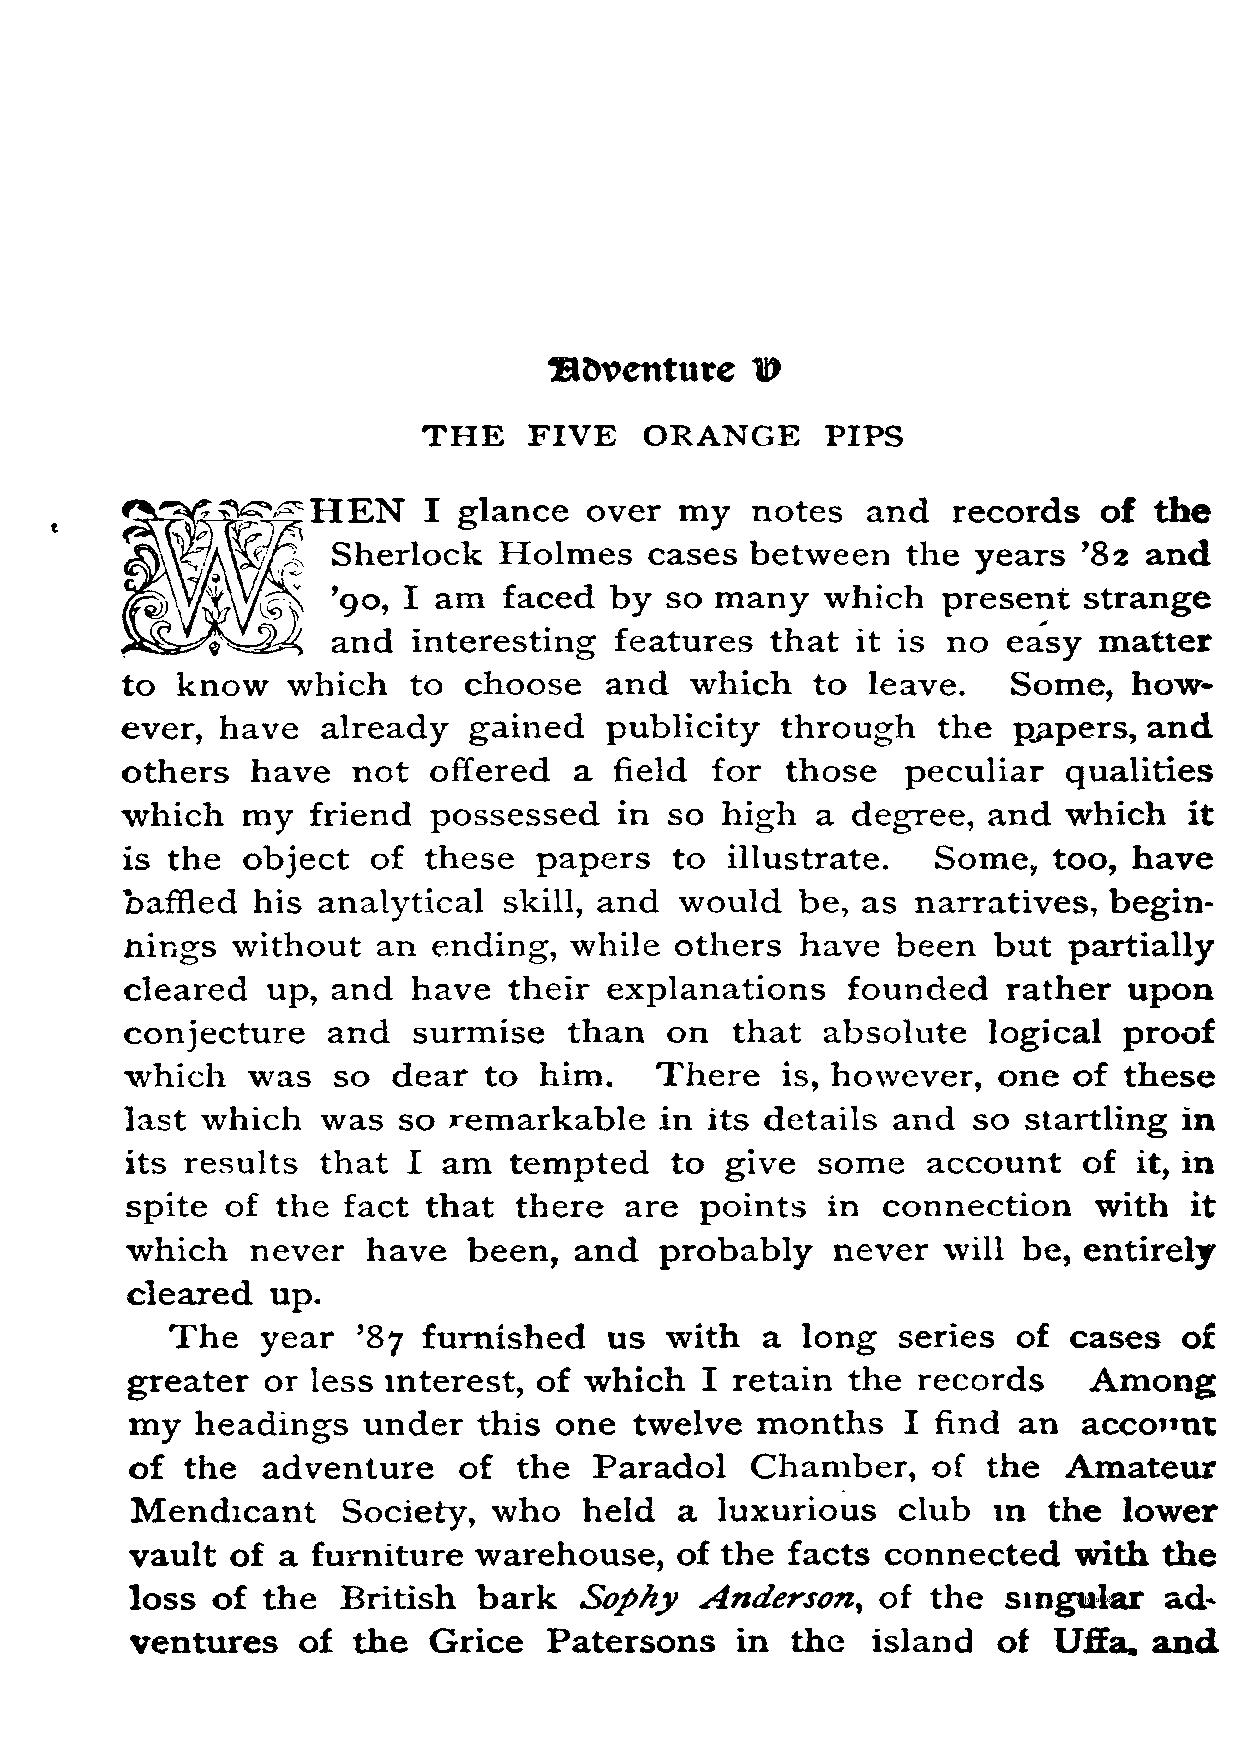 Adventure V
THE FIVE ORANGE PIPS
WHEN I glance over my notes and records of the
Sherlock Holmes cases between the years ’82 and
’90, I am faced by so many which present strange
and interesting features that it is no easy matter
to know which to choose and which to leave. Some, how-
ever, have already gained publicity through the papers, and
others have not offered a field for those peculiar qualities
which my friend possessed in so high a degree, and which it
is the object of these papers to illustrate. Some, too, have
baffled his analytical skill, and would be, as narratives, begin-
nings without an ending, while others have been but partially
cleared up, and have their explanations founded rather upon
conjecture and surmise than on that absolute logical proof
which was so dear to him. There is, however, one of these
last which was so remarkable in its details and so startling in
its results that I am tempted to give some account of it, in
spite of the fact that there are points in connection with it
which never have been, and probably never will be, entirely
cleared up.
The year ’87 furnished us with a long series of cases of
greater or less interest, of which I retain the records Among
my headings under this one twelve months I find an account
of the adventure of the Paradol Chamber, of the Amateur
Mendicant Society, who held a luxurious club in the lower
vault of a furniture warehouse, of the facts connected with the
loss of the British bark Sophy Anderson, of the singular ad-
ventures of the Grice Patersons in the island of Uffa, and